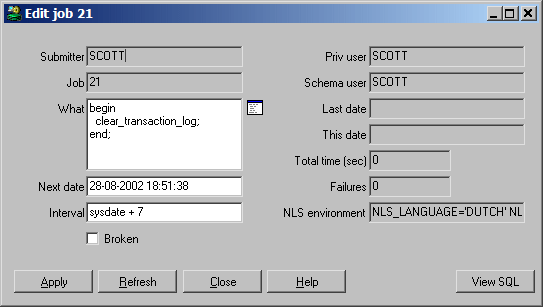 Edit job 21
Submitter SCOTT
Job 21
What begin
clear_transaction_log;
end;
Next date 28-08-2002 18:51:38
Interval sysdate + 7
Broken
Priv user SCOTT
Schema user SCOTT
Last date
This date
Total time (sec) 0
Failures 0
NLS environment NLS_LANGUAGE='DUTCH' NL
Apply Refresh Close Help View SQL